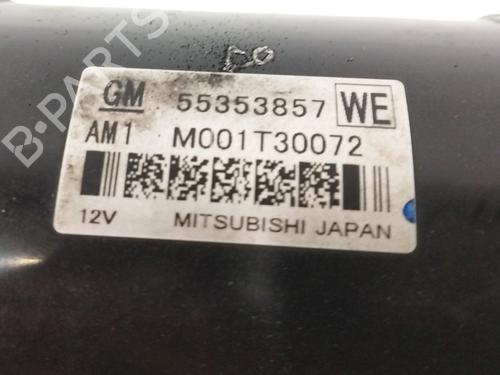 GM 55353857 WE
AM1 M001T30072
12V MITSUBISHI JAPAN
B-PARTS